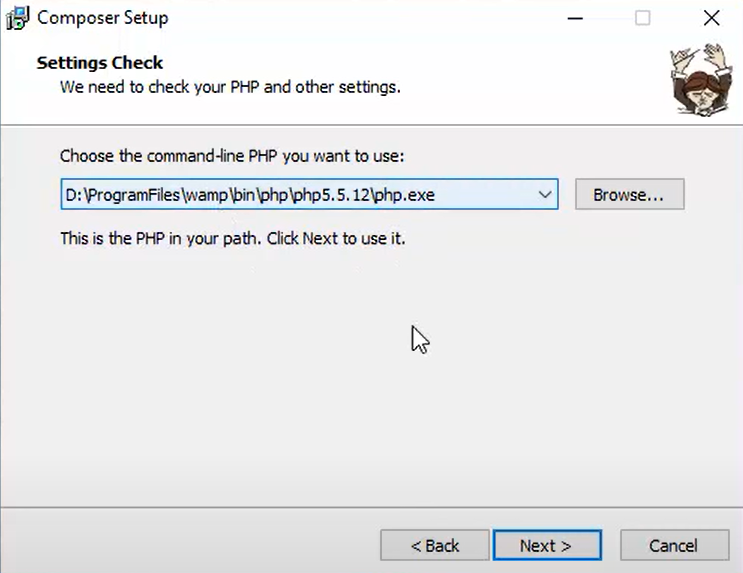 Composer Setup
Settings Check
We need to check your PHP and other settings.
Choose the command-line PHP you want to use:
D:\ProgramFiles\wamp\bin\php\php5.5.12\php.exe
Browse...
This is the PHP in your path. Click Next to use it.
< Back
Next >
Cancel